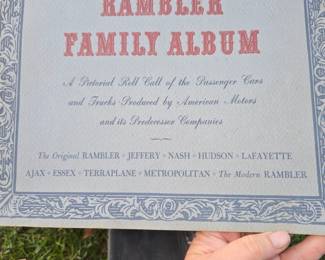 RAMBLER
FAMILY ALBUM
A Pictorial Roll Call of the Passenger Cars
and Trucks Produced by American Motors
and its Predecessor Companies
The Original RAMBLER • JEFFERY • NASH • HUDSON • LaFAYETTE
AJAX • ESSEX • TERRAPLANE • METROPOLITAN • The Modern RAMBLER